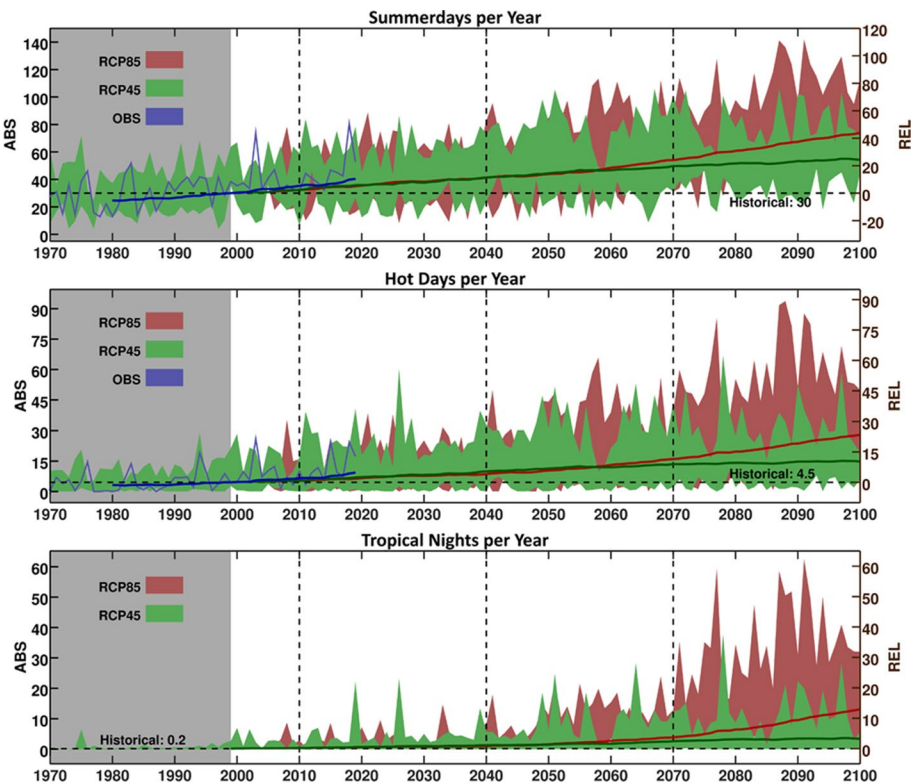 Summerdays per Year
140 120 100 80 60 40 20 0
ABS
RCP85
RCP45
OBS
Historical: 30
120 100 80 60 40 20 0 -20
REL
1970 1980 1990 2000 2010 2020 2030 2040 2050 2060 2070 2080 2090 2100
Hot Days per Year
90 75 60 45 30 15 0
ABS
RCP85
RCP45
OBS
Historical: 4.5
90 75 60 45 30 15 0
REL
1970 1980 1990 2000 2010 2020 2030 2040 2050 2060 2070 2080 2090 2100
Tropical Nights per Year
60 50 40 30 20 10 0
ABS
RCP85
RCP45
Historical: 0.2
60 50 40 30 20 10 0
REL
1970 1980 1990 2000 2010 2020 2030 2040 2050 2060 2070 2080 2090 2100